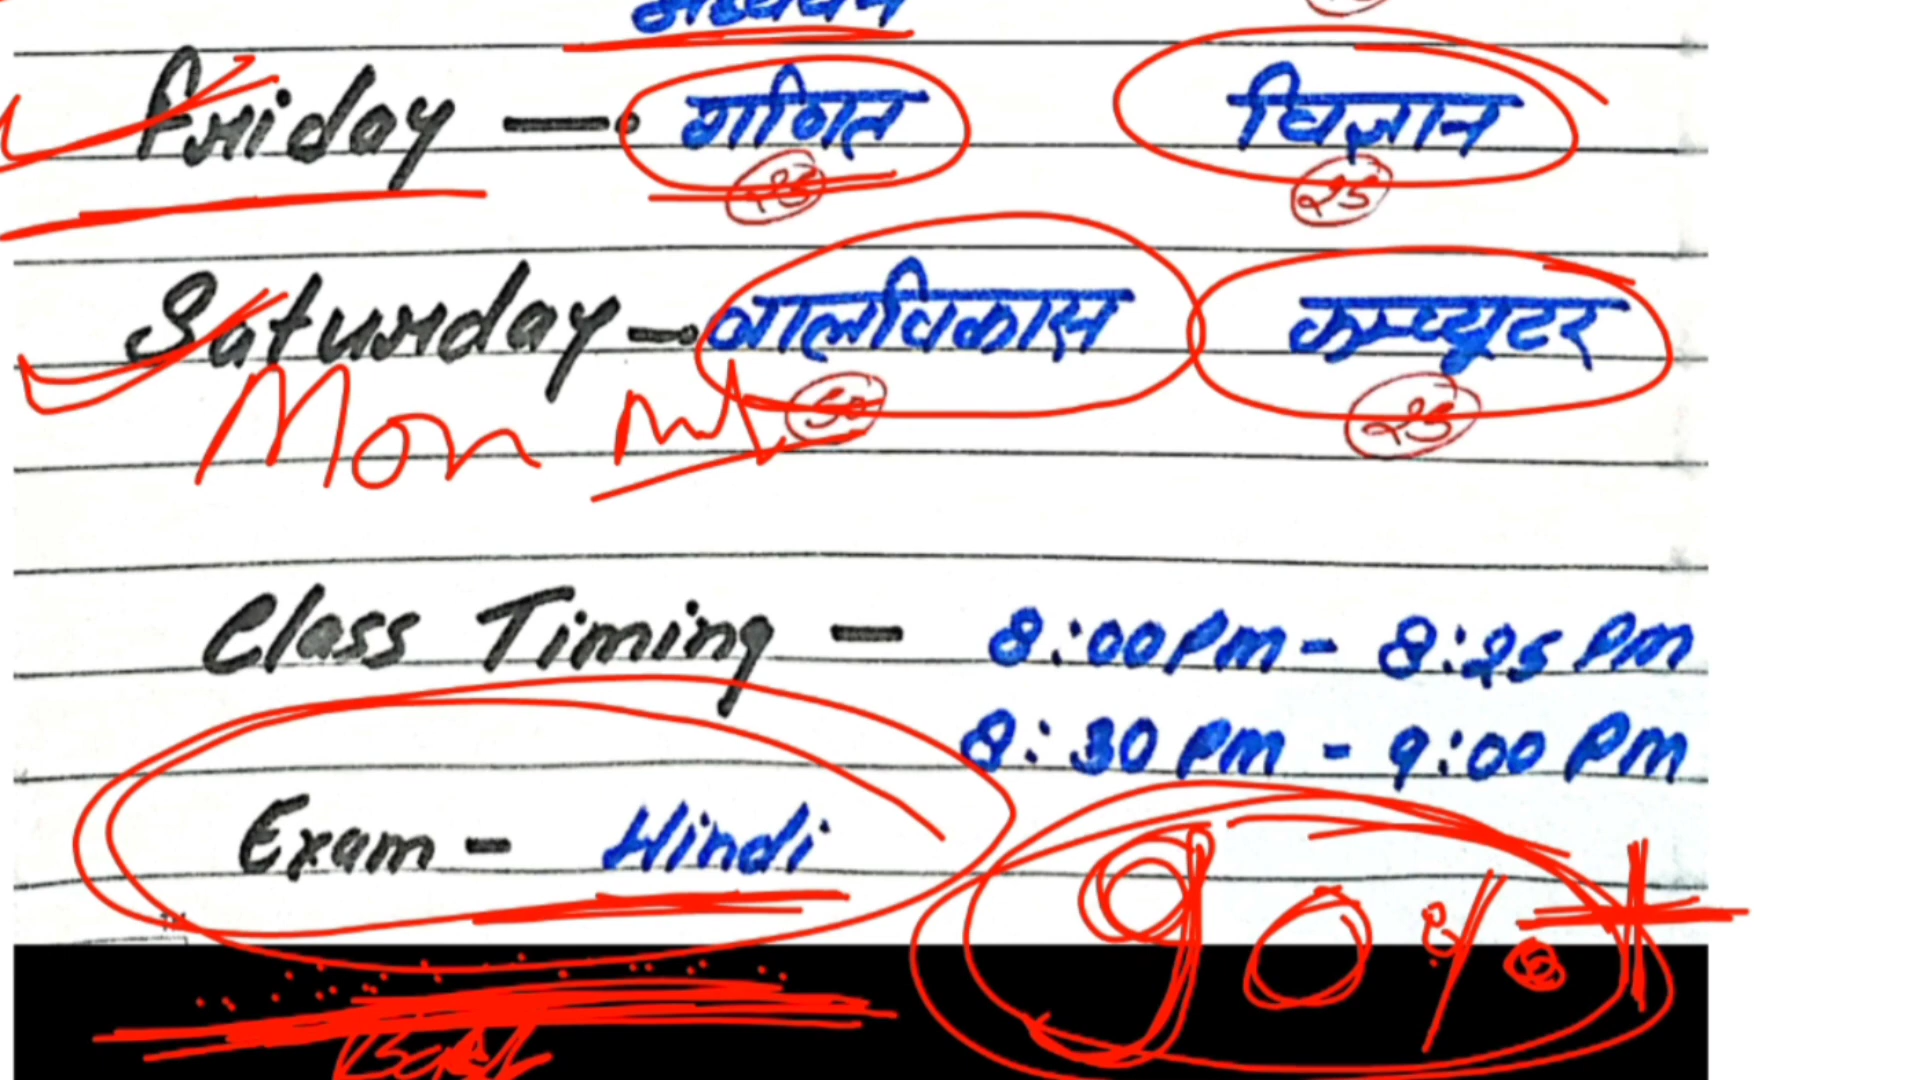 Friday — गणित विज्ञान
25 25
Saturday — बालविकास कम्प्यूटर
50 25
Mon
Class Timing — 8:00 Pm - 8:25 Pm
8:30 Pm - 9:00 Pm
Exam - Hindi
90%+